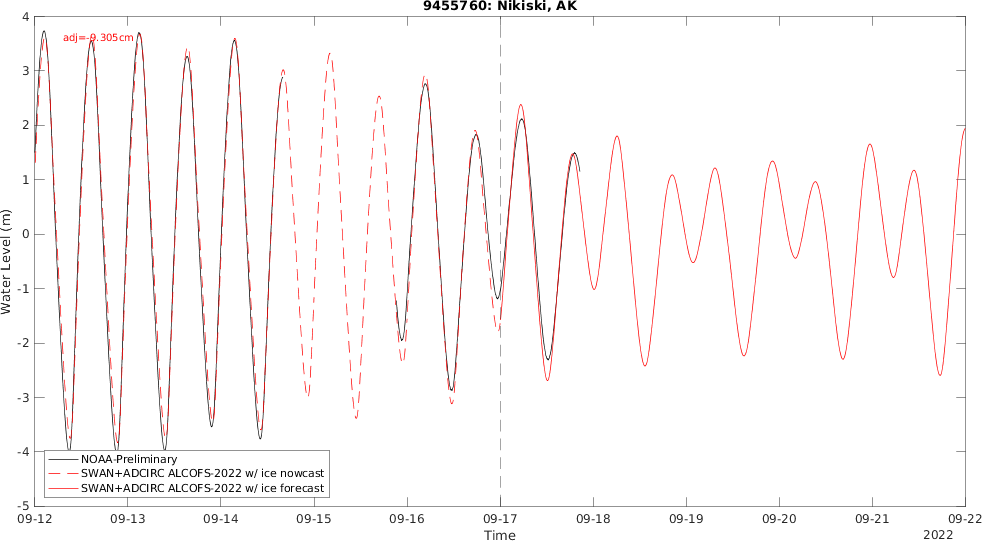 9455760: Nikiski, AK
adj=-9.305cm
Water Level (m)
4
3
2
1
0
-1
-2
-3
-4
-5
NOAA-Preliminary
SWAN+ADCIRC ALCOFS-2022 w/ ice nowcast
SWAN+ADCIRC ALCOFS-2022 w/ ice forecast
09-12 09-13 09-14 09-15 09-16 09-17 09-18 09-19 09-20 09-21 09-22
Time
2022